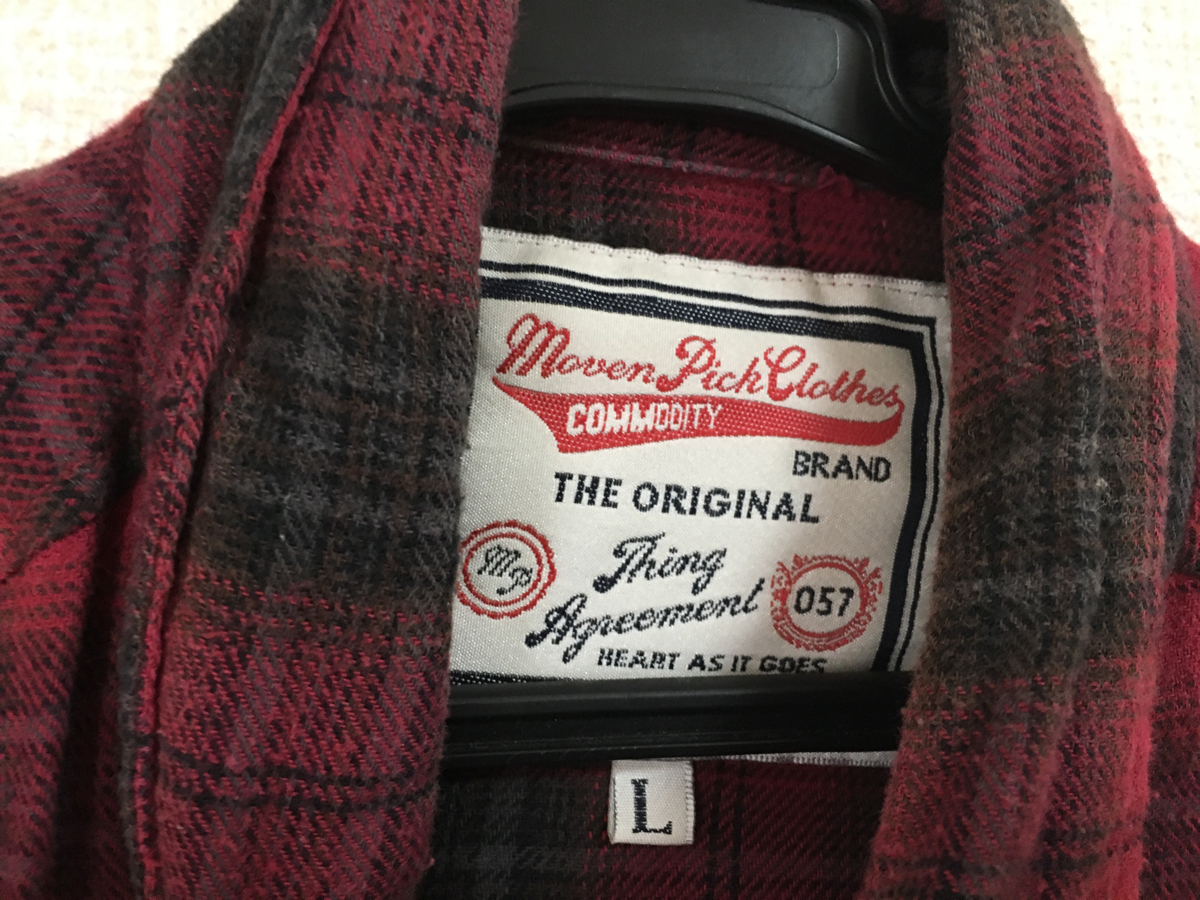 Moven Pick Clothes
COMMODITY
BRAND
THE ORIGINAL
MP
Thing
Agreement
057
HEART AS IT GOES
L